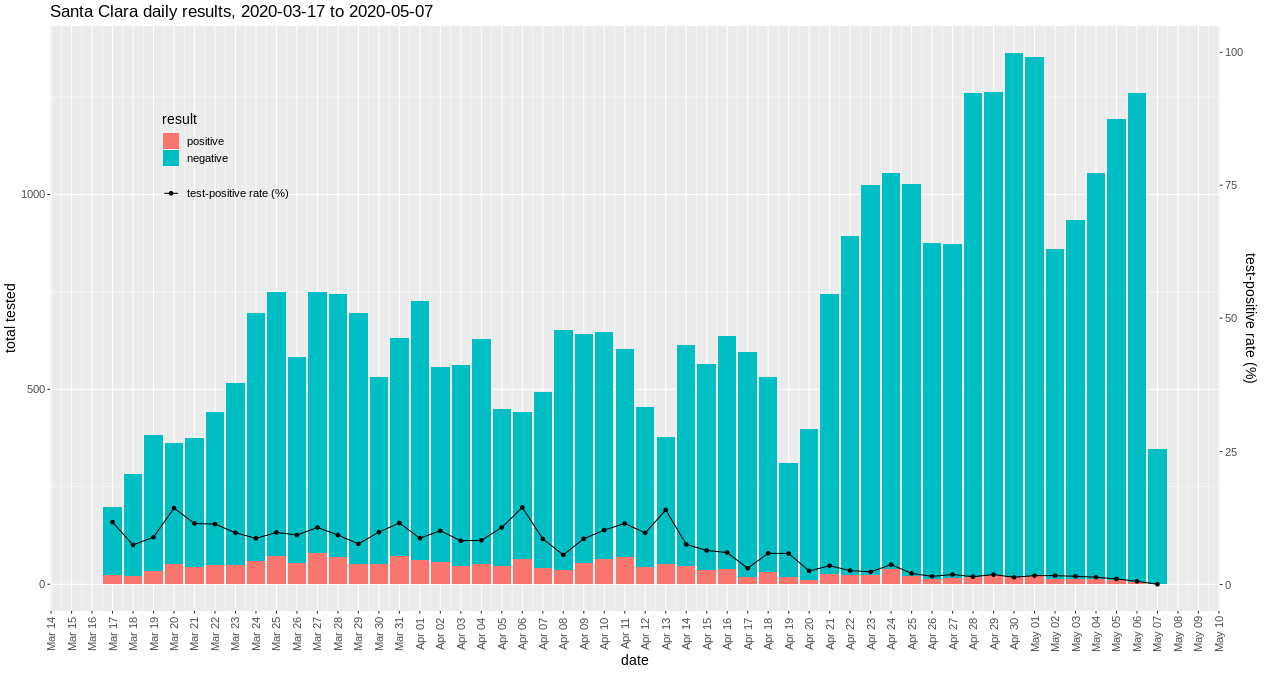 Santa Clara daily results, 2020-03-17 to 2020-05-07
result
positive
negative
test-positive rate (%)
total tested
0
500
1000
test-positive rate (%)
0
25
50
75
100
Mar 14
Mar 15
Mar 16
Mar 17
Mar 18
Mar 19
Mar 20
Mar 21
Mar 22
Mar 23
Mar 24
Mar 25
Mar 26
Mar 27
Mar 28
Mar 29
Mar 30
Mar 31
Apr 01
Apr 02
Apr 03
Apr 04
Apr 05
Apr 06
Apr 07
Apr 08
Apr 09
Apr 10
Apr 11
Apr 12
Apr 13
Apr 14
Apr 15
Apr 16
Apr 17
Apr 18
Apr 19
Apr 20
Apr 21
Apr 22
Apr 23
Apr 24
Apr 25
Apr 26
Apr 27
Apr 28
Apr 29
Apr 30
May 01
May 02
May 03
May 04
May 05
May 06
May 07
May 08
May 09
May 10
date